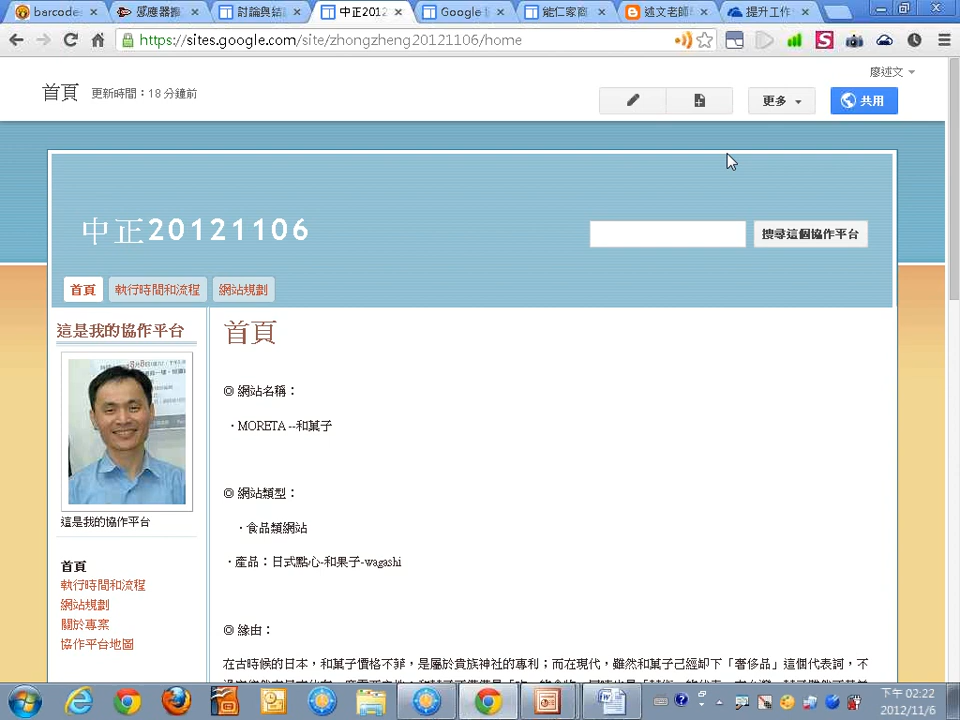 barcode
感應器擷
討論與結
中正2012
Google
能仁家商
述文老師
提升工作
https://sites.google.com/site/zhongzheng20121106/home
廖述文
首頁 更新時間：18 分鐘前
更多
共用
中正20121106
搜尋這個協作平台
首頁 執行時間和流程 網站規劃
這是我的協作平台
這是我的協作平台
首頁
執行時間和流程
網站規劃
關於專案
協作平台地圖
首頁
◎ 網站名稱：
‧MORETA --和菓子
◎ 網站類型：
‧食品類網站
‧產品：日式點心-和果子-wagashi
◎ 緣由：
在古時候的日本，和菓子價格不菲，是屬於貴族神社的專利；而在現代，雖然和菓子已經卸下「奢侈品」這個代表詞，不
下午 02:22
2012/11/6